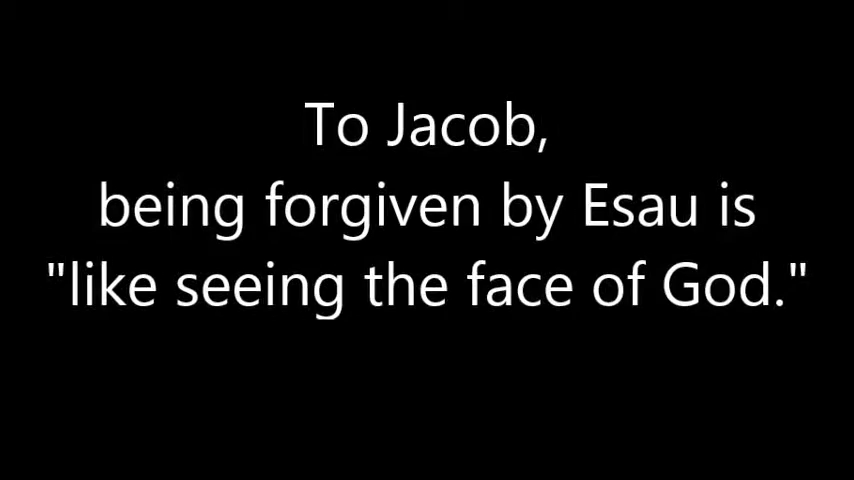 To Jacob,
being forgiven by Esau is
"like seeing the face of God."